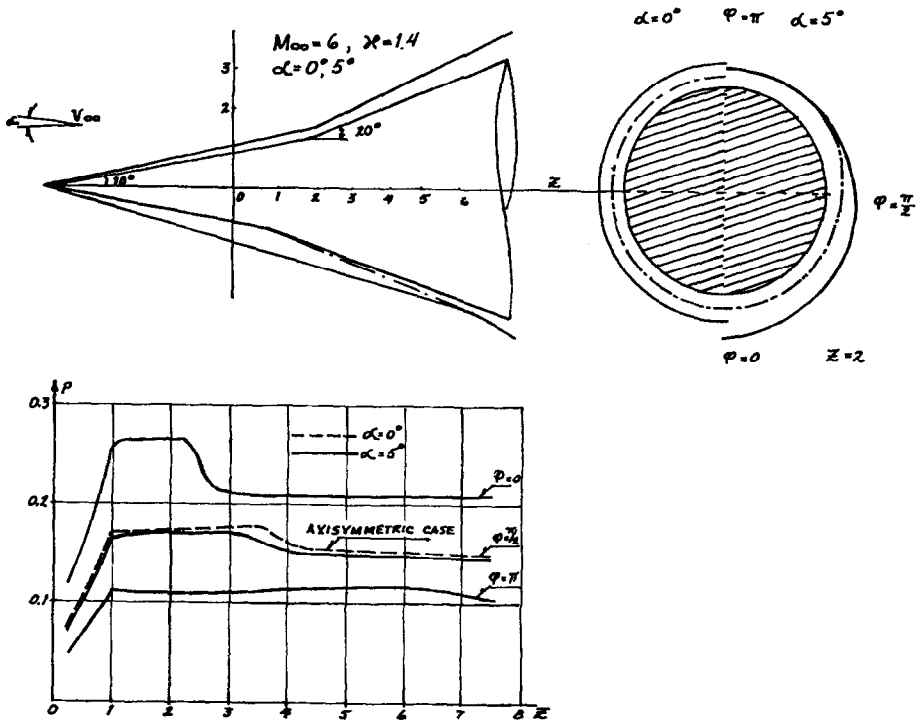 M∞=6, ϰ=1.4
α=0°, 5°
α
V∞
3
2
20°
10°
0 1 2 3 4 5 6
Z
α=0° φ=π α=5°
φ=π/2
φ=0 Z=2
P
0.3
0.2
0.1
α=0°
α=5°
φ=0
AXISYMMETRIC CASE
φ=π/2
φ=π
0 1 2 3 4 5 6 7 8 Z